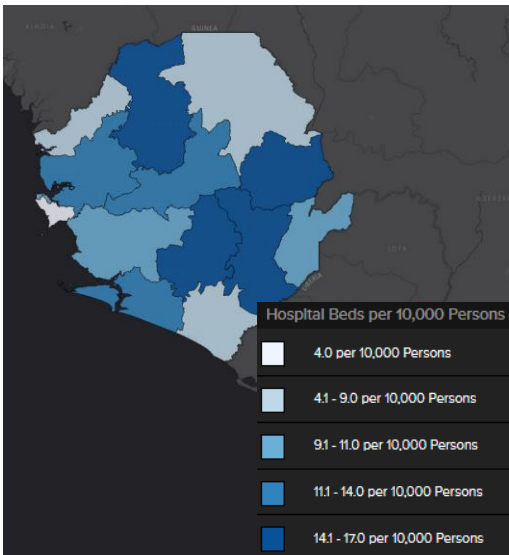 GUINEA
LIBERIA
Hospital Beds per 10,000 Persons
4.0 per 10,000 Persons
4.1 - 9.0 per 10,000 Persons
9.1 - 11.0 per 10,000 Persons
11.1 - 14.0 per 10,000 Persons
14.1 - 17.0 per 10,000 Persons